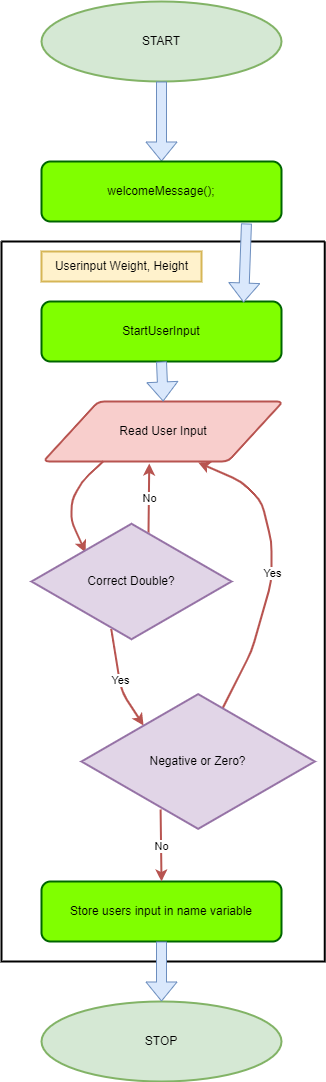 START
welcomeMessage();
Userinput Weight, Height
StartUserInput
Read User Input
No
Correct Double?
Yes
Yes
Negative or Zero?
No
Store users input in name variable
STOP